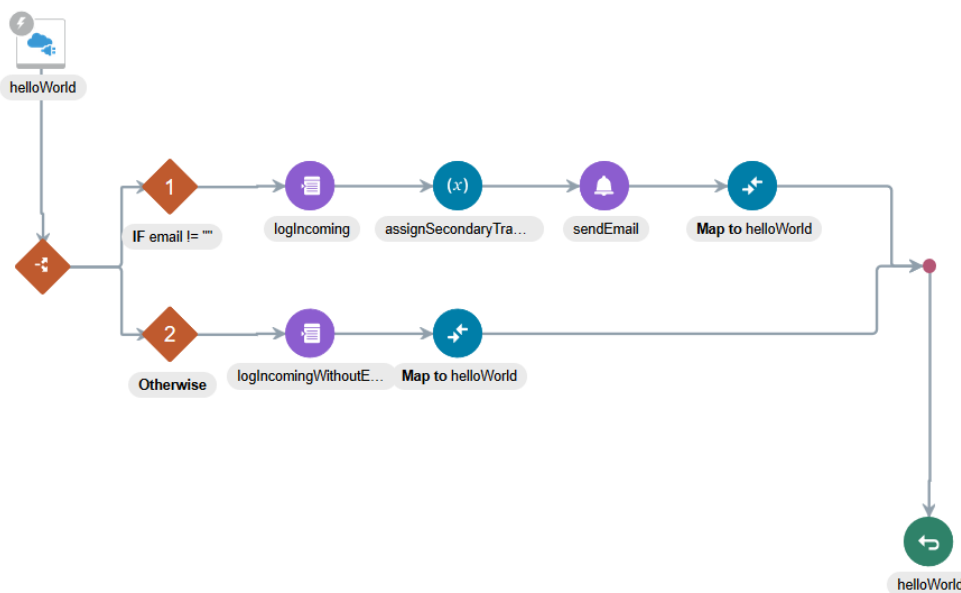 helloWorld
1
IF email != ""
logIncoming
(x)
assignSecondaryTra...
sendEmail
Map to helloWorld
2
Otherwise
logIncomingWithoutE...
Map to helloWorld
helloWorld